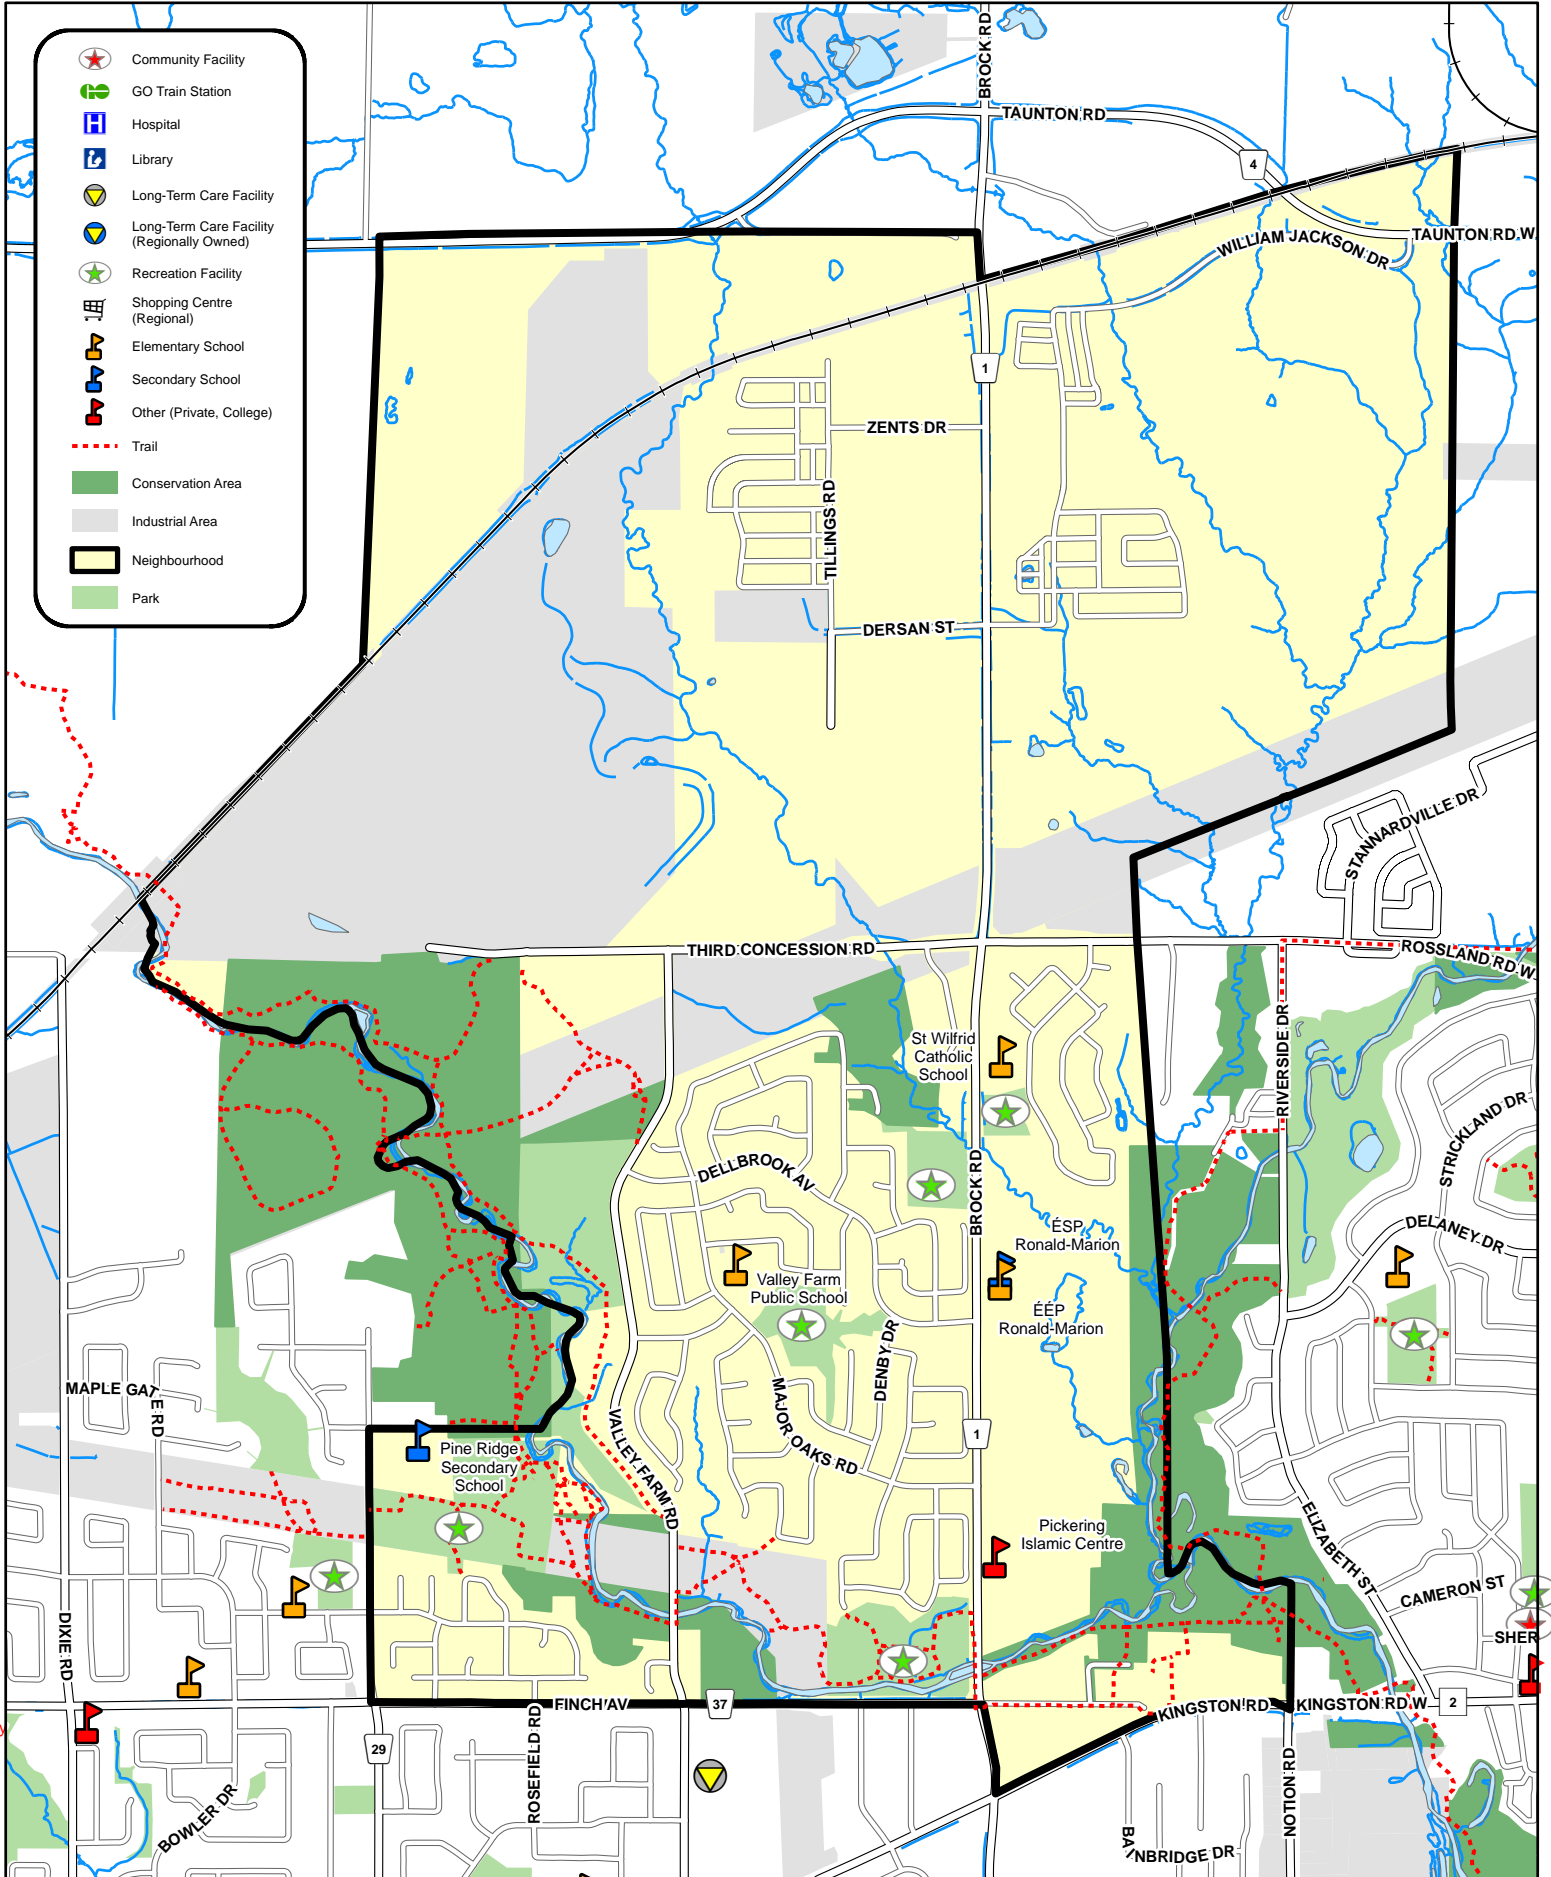 Community Facility
GO Train Station
H
Hospital
Library
Long-Term Care Facility
Long-Term Care Facility
(Regionally Owned)
Recreation Facility
Shopping Centre
(Regional)
Elementary School
Secondary School
Other (Private, College)
Trail
Conservation Area
Industrial Area
Neighbourhood
Park
BROCK RD
TAUNTON RD
4
TAUNTON RD W
WILLIAM JACKSON DR
1
ZENTS DR
TILLINGS RD
DERSAN ST
STANNARDVILLE DR
THIRD CONCESSION RD
ROSSLAND RD W
St Wilfrid
Catholic
School
RIVERSIDE DR
STRICKLAND DR
DELLBROOK AV
BROCK RD
DELANEY DR
ÉSP
Ronald-Marion
Valley Farm
Public School
ÉÉP
Ronald-Marion
DENBY DR
MAPLE GATE RD
MAJOR OAKS RD
VALLEY FARM RD
1
Pine Ridge
Secondary
School
Pickering
Islamic Centre
ELIZABETH ST
CAMERON ST
DIXIE RD
SHER
FINCH AV
37
KINGSTON RD
KINGSTON RD W
2
29
ROSEFIELD RD
BOWLER DR
NOTION RD
BAINBRIDGE DR